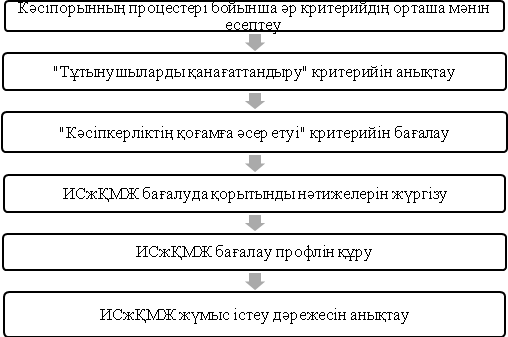 Кәсіпорынның процестері бойынша әр критерийдің орташа мәнін
есептеу
"Тұтынушыларды қанағаттандыру" критерийін анықтау
"Кәсіпкерліктің қоғамға әсер етуі" критерийін бағалау
ИСжҚМЖ бағалуда қорытынды нәтижелерін жүргізу
ИСжҚМЖ бағалау профлін құру
ИСжҚМЖ жұмыс істеу дәрежесін анықтау